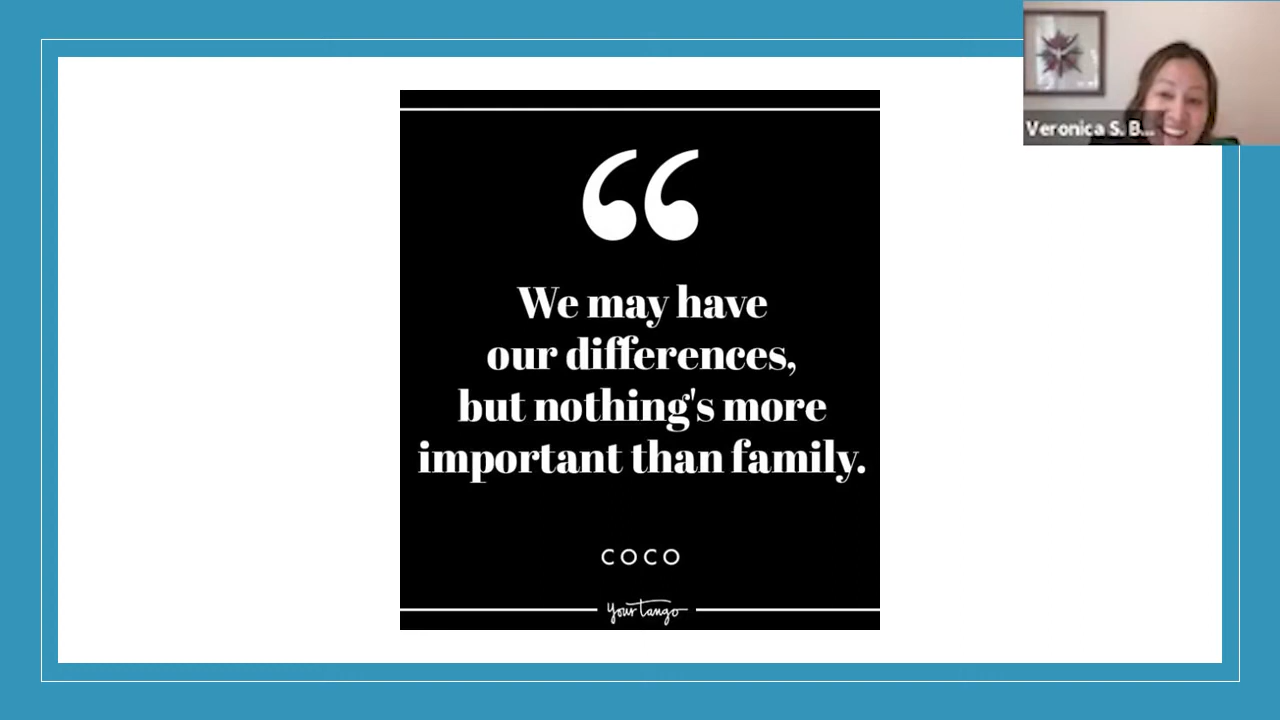 Veronica S. B...
We may have
our differences,
but nothing's more
important than family.
COCO
Yourtango